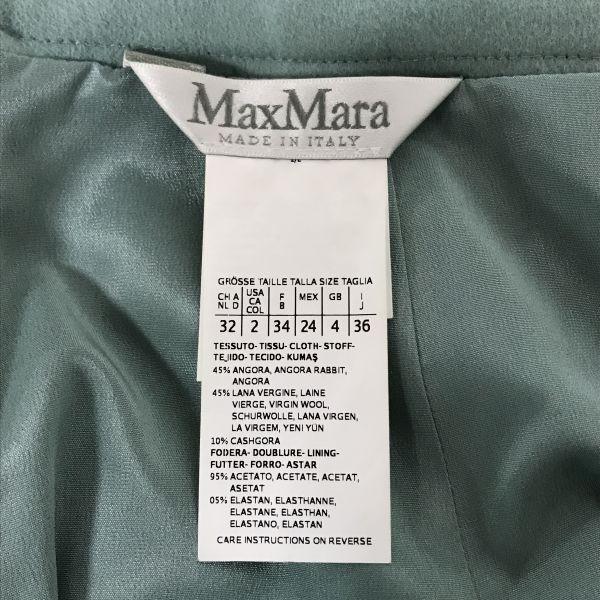 MaxMara
MADE IN ITALY
GRÖSSE TAILLE TALLA SIZE TAGLIA
CH A NL D USA CA COL F B MEX GB I J
32 2 34 24 4 36
TESSUTO- TISSU- CLOTH- STOFF-
TEJIDO- TECIDO- KUMAŞ
45% ANGORA, ANGORA RABBIT,
ANGORA
45% LANA VERGINE, LAINE
VIERGE, VIRGIN WOOL,
SCHURWOLLE, LANA VIRGEN,
LA VIRGEM, YENI YÜN
10% CASHGORA
FODERA- DOUBLURE- LINING-
FUTTER- FORRO- ASTAR
95% ACETATO, ACETATE, ACETAT,
ASETAT
05% ELASTAN, ELASTHANNE,
ELASTANE, ELASTHAN,
ELASTANO, ELASTAN
CARE INSTRUCTIONS ON REVERSE